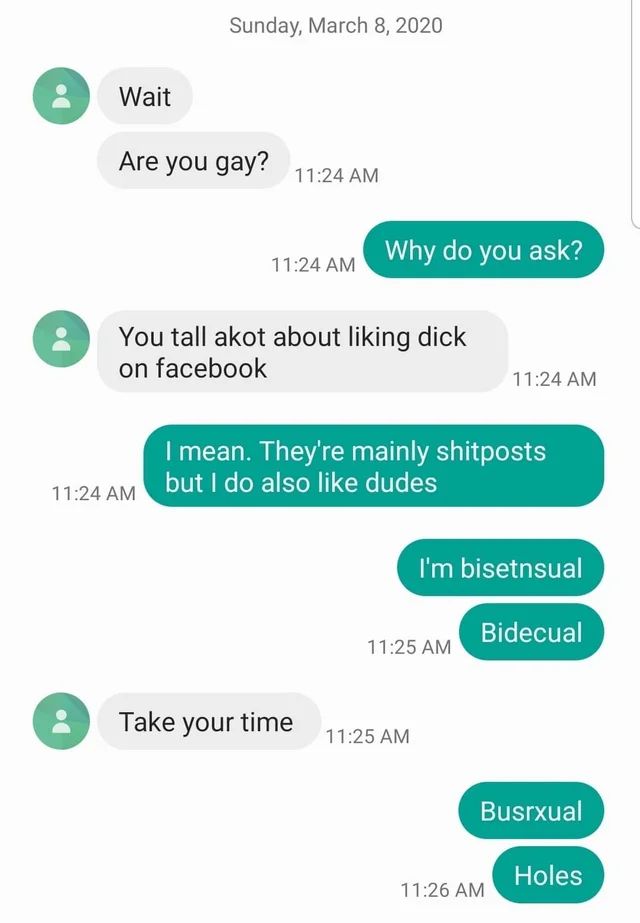 Sunday, March 8, 2020
Wait
Are you gay?
11:24 AM
Why do you ask?
11:24 AM
You tall akot about liking dick
on facebook
11:24 AM
I mean. They're mainly shitposts
but I do also like dudes
11:24 AM
I'm bisetnsual
Bidecual
11:25 AM
Take your time
11:25 AM
Busrxual
Holes
11:26 AM